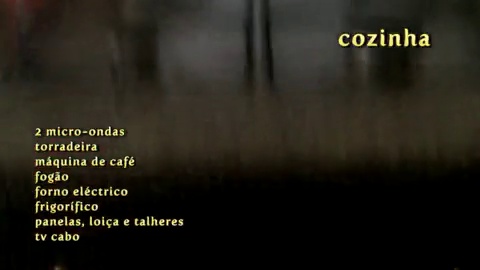 cozinha
2 micro-ondas
torradeira
máquina de café
fogão
forno eléctrico
frigorífico
panelas, loiça e talheres
tv cabo